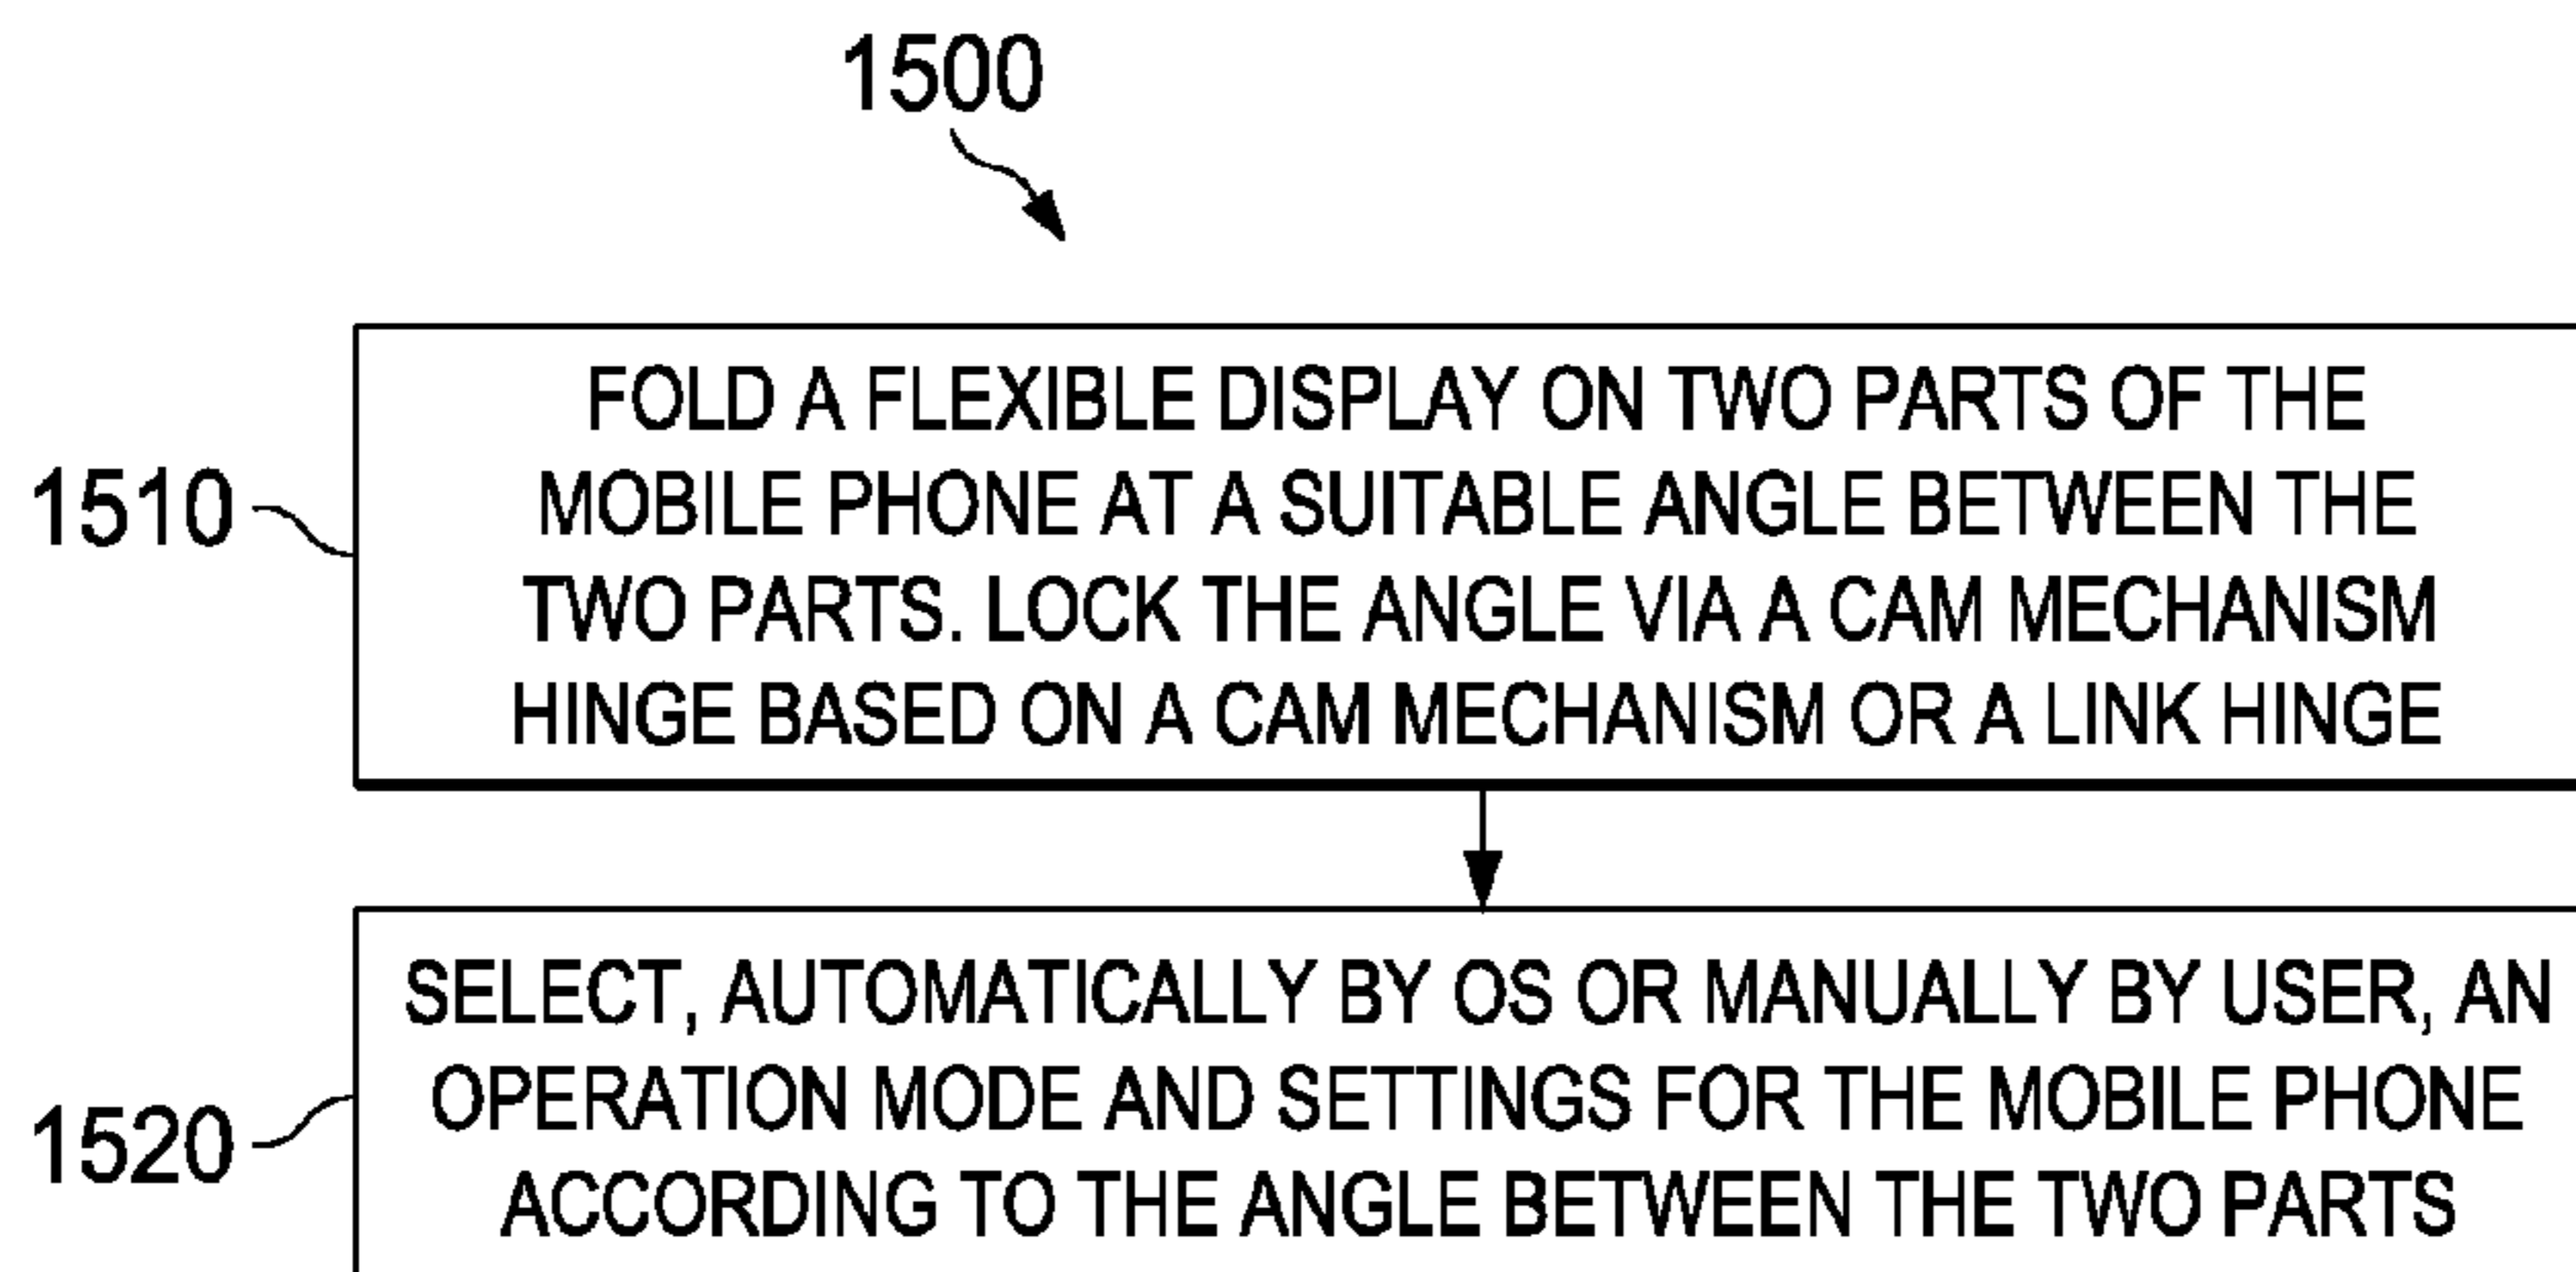 1500
1510
FOLD A FLEXIBLE DISPLAY ON TWO PARTS OF THE
MOBILE PHONE AT A SUITABLE ANGLE BETWEEN THE
TWO PARTS. LOCK THE ANGLE VIA A CAM MECHANISM
HINGE BASED ON A CAM MECHANISM OR A LINK HINGE
1520
SELECT, AUTOMATICALLY BY OS OR MANUALLY BY USER, AN
OPERATION MODE AND SETTINGS FOR THE MOBILE PHONE
ACCORDING TO THE ANGLE BETWEEN THE TWO PARTS